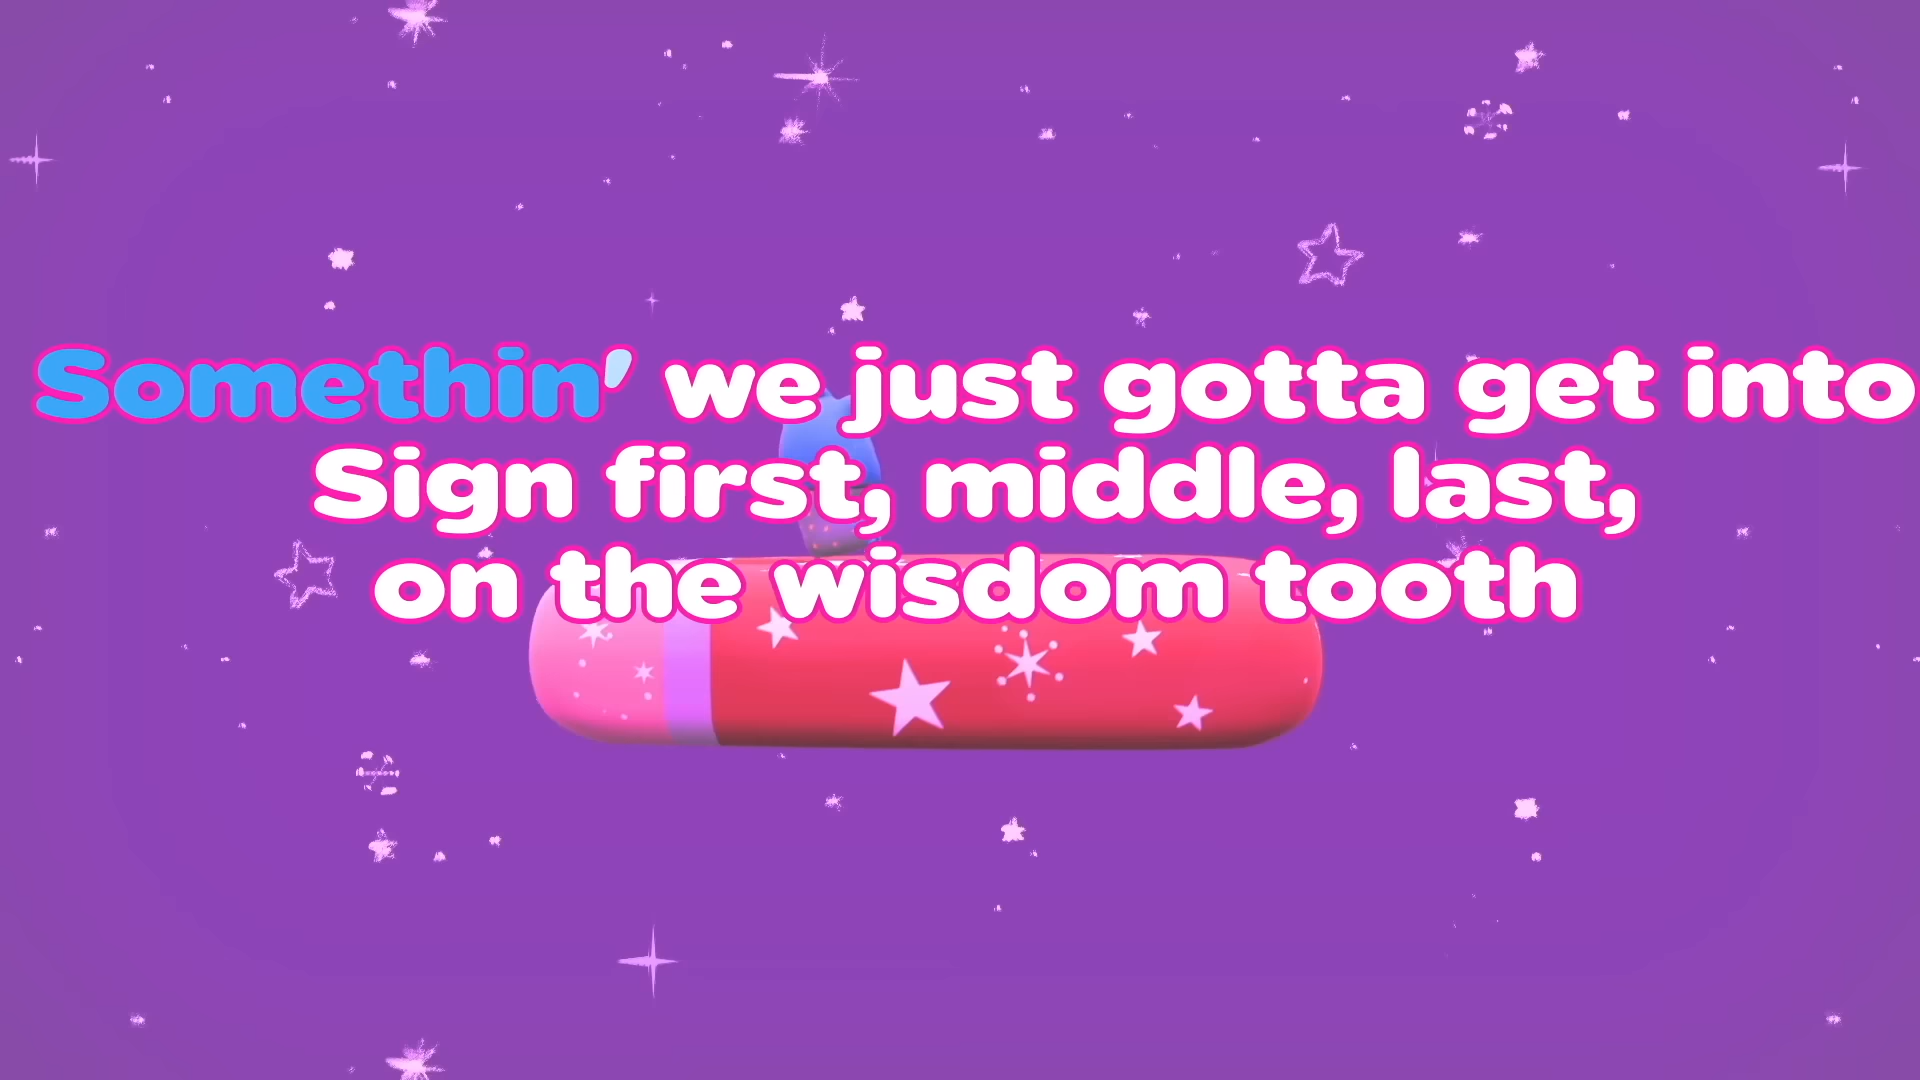 Somethin' we just gotta get into
Sign first, middle, last,
on the wisdom tooth